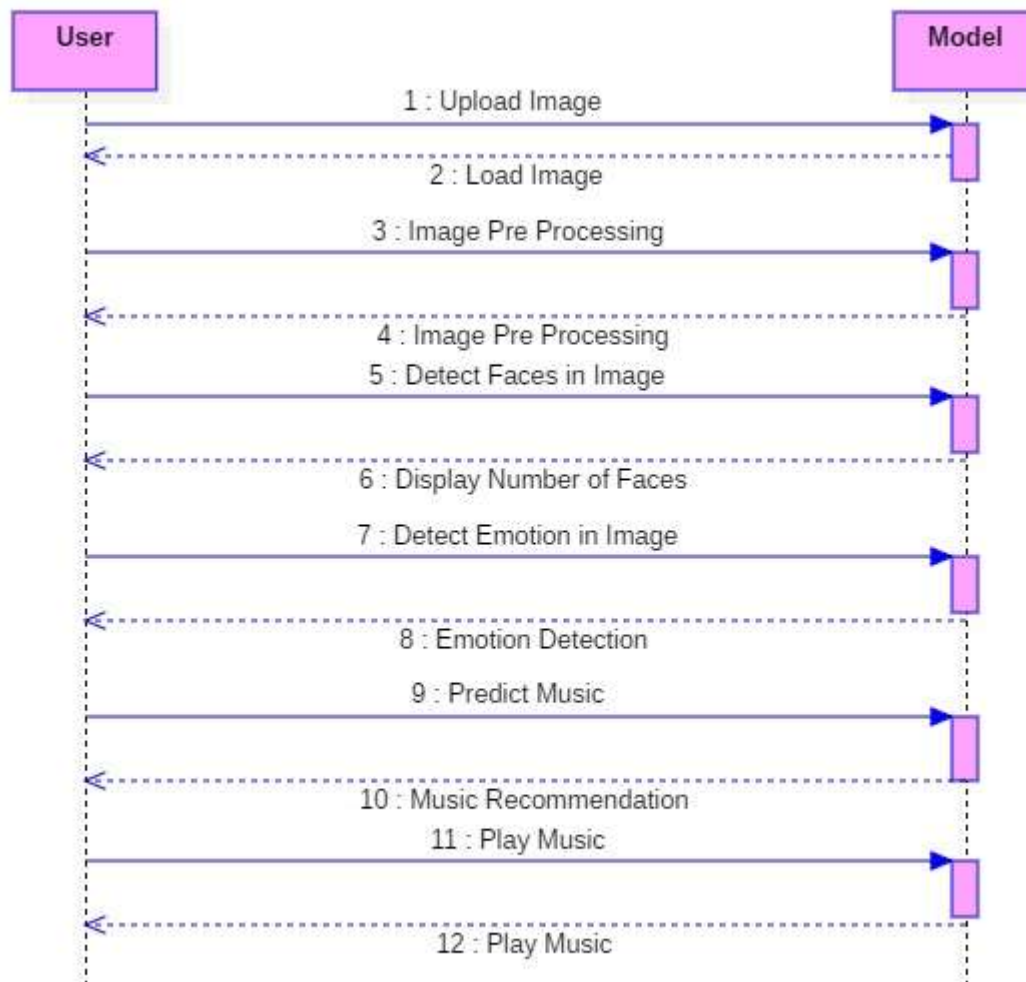 User
Model
1 : Upload Image
2 : Load Image
3 : Image Pre Processing
4 : Image Pre Processing
5 : Detect Faces in Image
6 : Display Number of Faces
7 : Detect Emotion in Image
8 : Emotion Detection
9 : Predict Music
10 : Music Recommendation
11 : Play Music
12 : Play Music